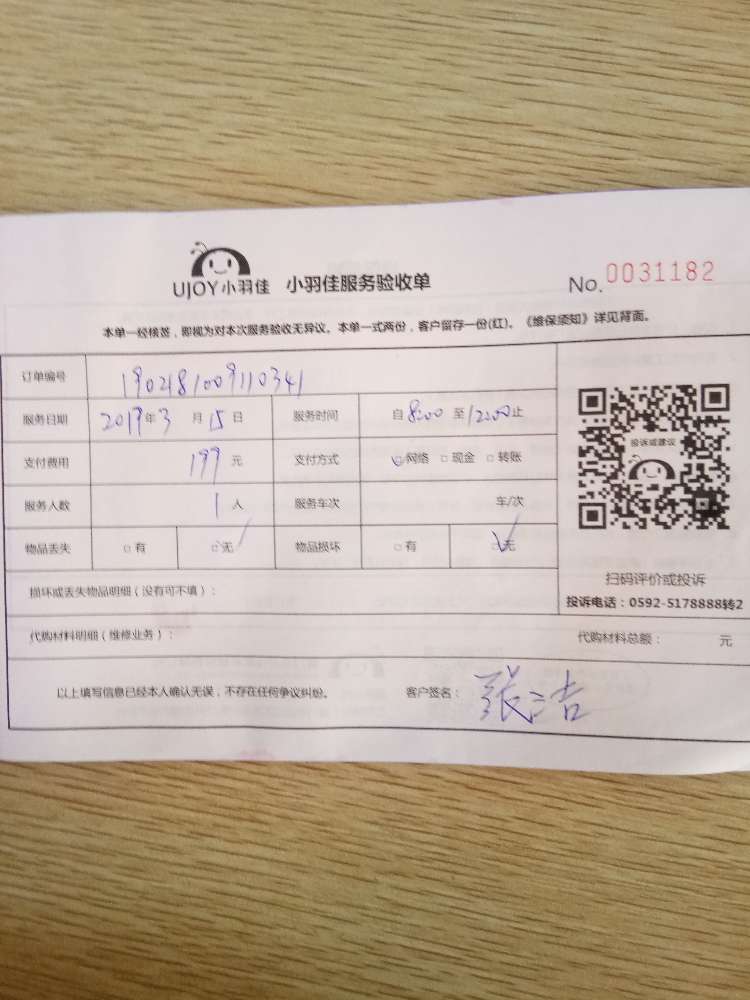 UJOY小羽佳 小羽佳服务验收单 No.0031182
本单一经核签，即视为对本次服务验收无异议。本单一式两份，客户留存一份(红)。《维保须知》详见背面。
订单编号 1902181009110341
服务日期 2019年3月15日 服务时间 自8:00至12:00止
支付费用 199元 支付方式 ☑网络 □现金 □转账
服务人数 1人 服务车次 车/次
物品丢失 □有 ☑无 物品损坏 □有 ☑无
投诉或建议
扫码评价或投诉
投诉电话：0592-5178888转2
损坏或丢失物品明细（没有可不填）：
代购材料明细（维修业务）： 代购材料总额： 元
以上填写信息已经本人确认无误，不存在任何争议纠纷。 客户签名：张洁